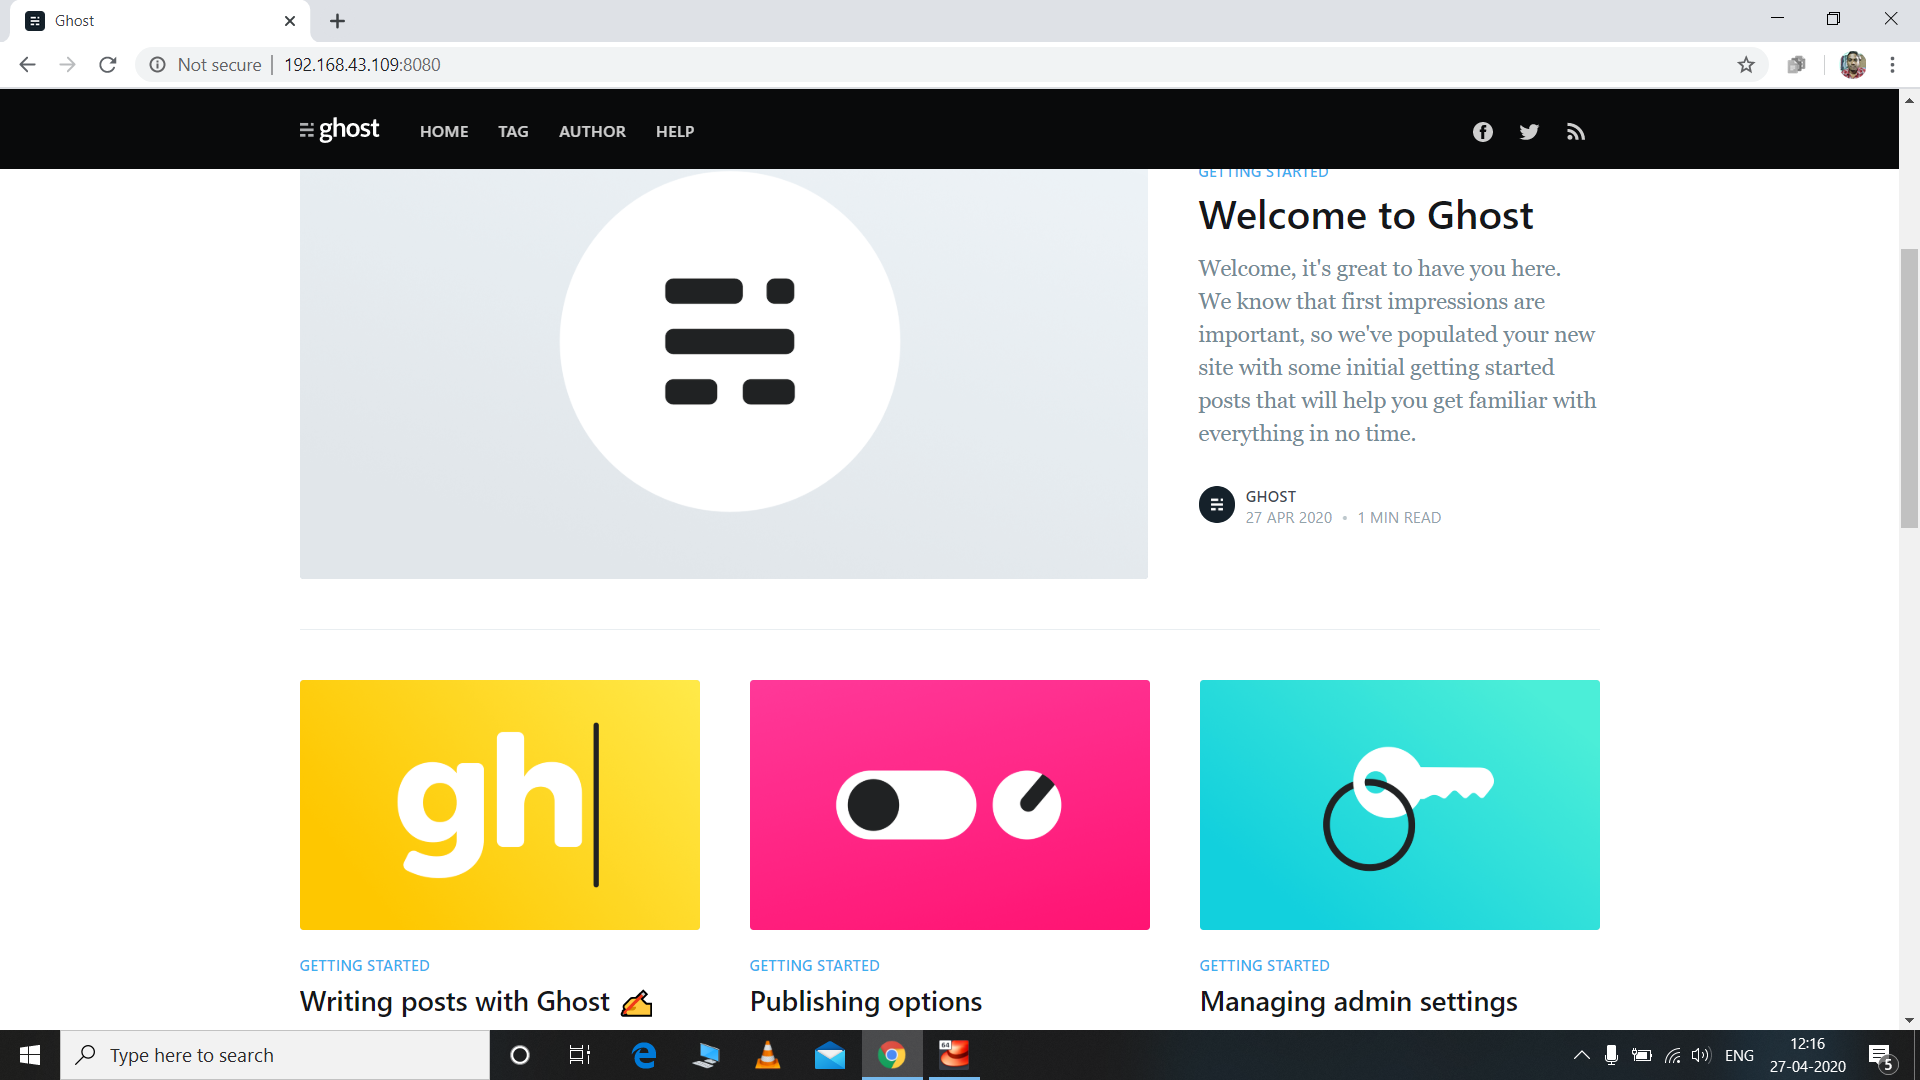 Ghost
Not secure
192.168.43.109:8080
ghost
HOME
TAG
AUTHOR
HELP
GETTING STARTED
Welcome to Ghost
Welcome, it's great to have you here.
We know that first impressions are
important, so we've populated your new
site with some initial getting started
posts that will help you get familiar with
everything in no time.
GHOST
27 APR 2020 • 1 MIN READ
gh
GETTING STARTED
Writing posts with Ghost ✍️
GETTING STARTED
Publishing options
GETTING STARTED
Managing admin settings
Type here to search
64
ENG
12:16
27-04-2020
5